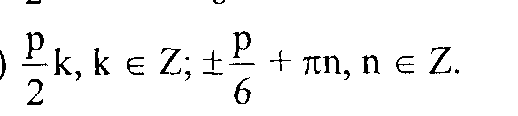 ) p/2 k, k ∈ Z; ± p/6 + πn, n ∈ Z.